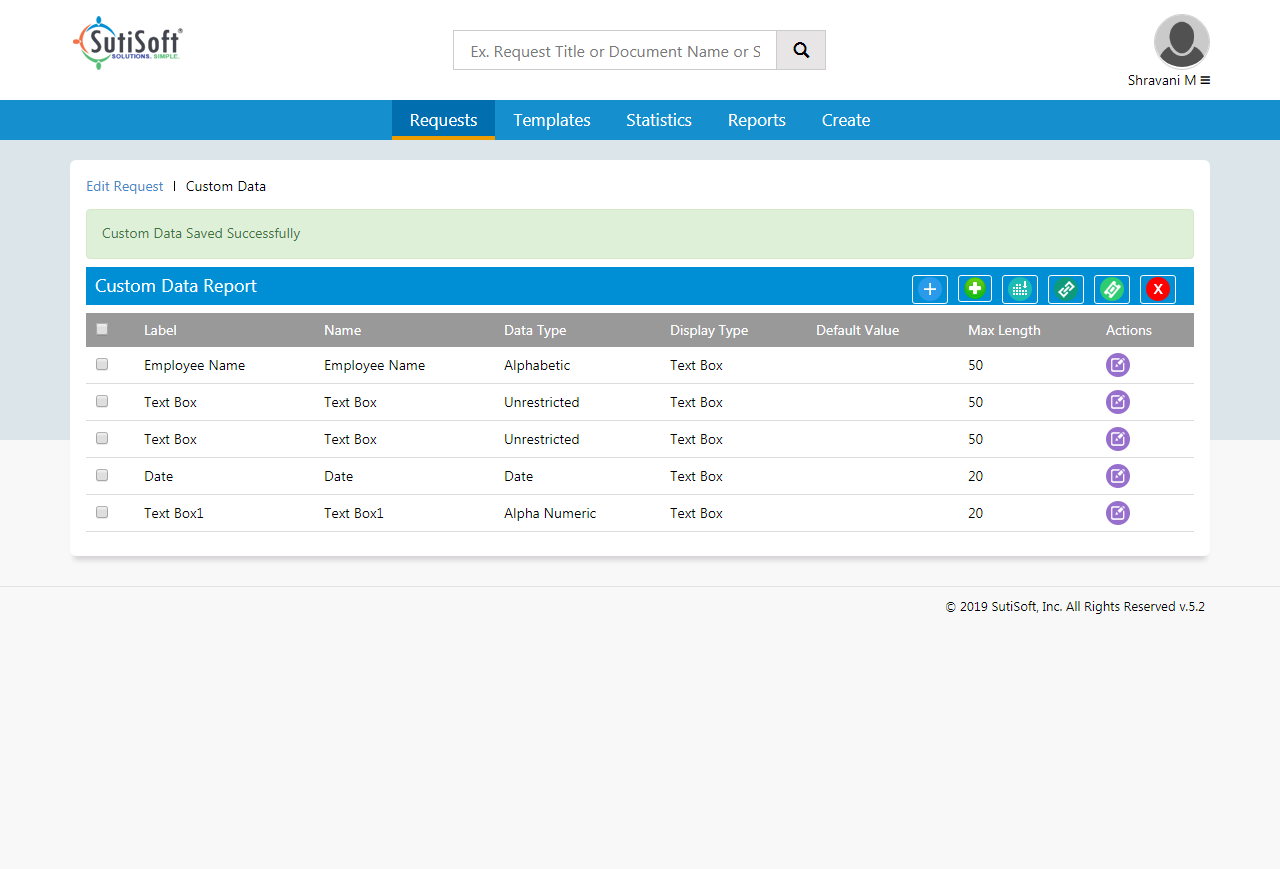 SutiSoft®
SOLUTIONS. SIMPLE.
Ex. Request Title or Document Name or S
Shravani M
Requests Templates Statistics Reports Create
Edit Request | Custom Data
Custom Data Saved Successfully
Custom Data Report X
Label Name Data Type Display Type Default Value Max Length Actions
Employee Name Employee Name Alphabetic Text Box 50
Text Box Text Box Unrestricted Text Box 50
Text Box Text Box Unrestricted Text Box 50
Date Date Date Text Box 20
Text Box1 Text Box1 Alpha Numeric Text Box 20
© 2019 SutiSoft, Inc. All Rights Reserved v.5.2